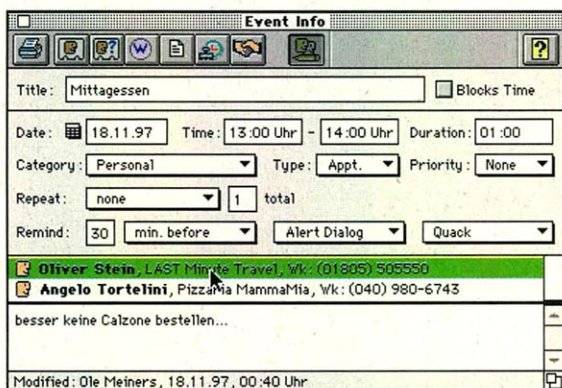 Event Info
?
W
?
Title: Mittagessen Blocks Time
Date: 18.11.97 Time: 13:00 Uhr - 14:00 Uhr Duration: 01:00
Category: Personal Type: Appt. Priority: None
Repeat: none 1 total
Remind: 30 min. before Alert Dialog Quack
Oliver Stein, LAST Minute Travel, Wk: (01805) 505550
Angelo Tortelini, PizzaMia MammaMia, Wk: (040) 980-6743
besser keine Calzone bestellen...
Modified: Ole Meiners, 18.11.97, 00:40 Uhr